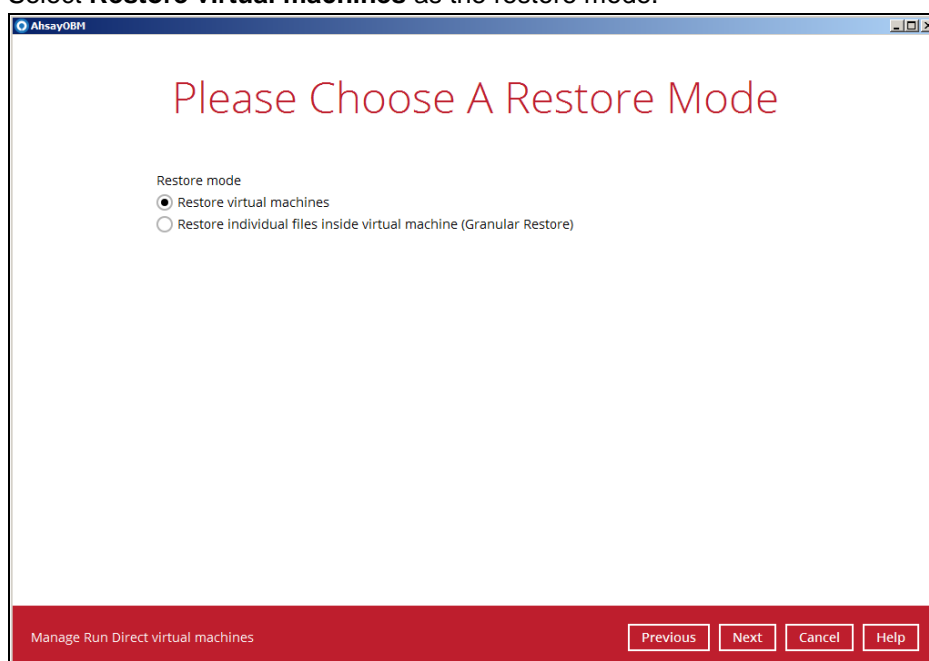 Select Restore virtual machines as the restore mode.
AhsayOBM
Please Choose A Restore Mode
Restore mode
Restore virtual machines
Restore individual files inside virtual machine (Granular Restore)
Manage Run Direct virtual machines
Previous Next Cancel Help